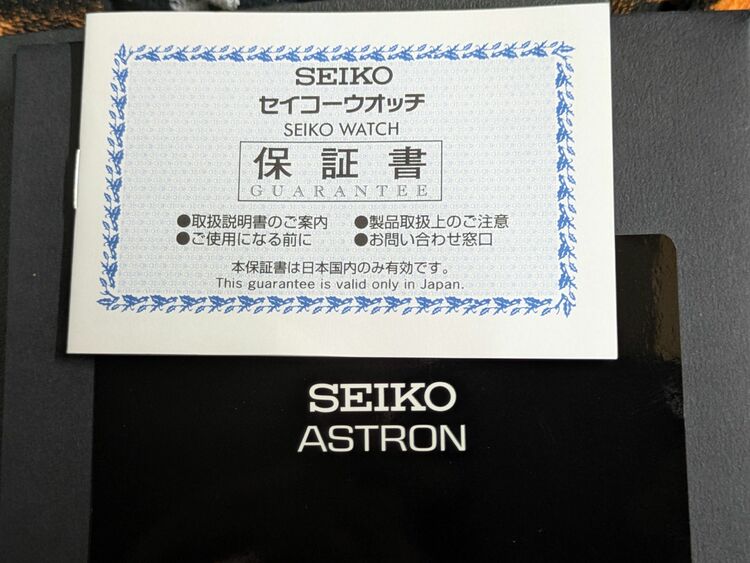 SEIKO
セイコーウオッチ
SEIKO WATCH
保証書
GUARANTEE
●取扱説明書のご案内 ●製品取扱上のご注意
●ご使用になる前に ●お問い合わせ窓口
本保証書は日本国内のみ有効です。
This guarantee is valid only in Japan.
SEIKO
ASTRON